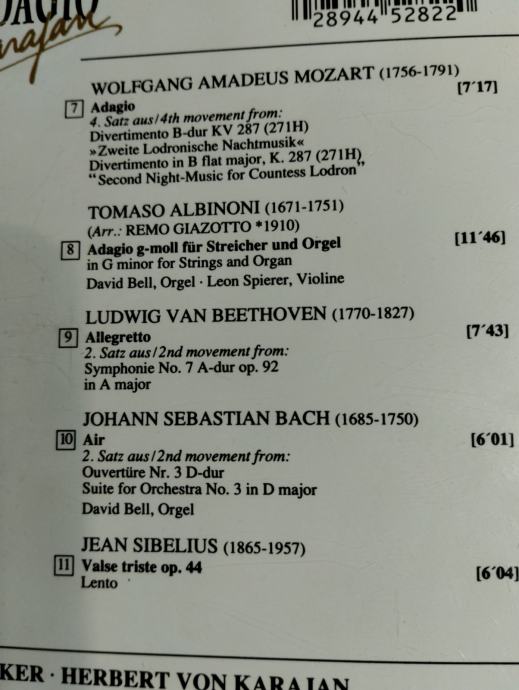 ADAGIO
Karajan
28944 52822
WOLFGANG AMADEUS MOZART (1756-1791)
7 Adagio [7´17]
4. Satz aus/4th movement from:
Divertimento B-dur KV 287 (271H)
»Zweite Lodronische Nachtmusik«
Divertimento in B flat major, K. 287 (271H)
“Second Night-Music for Countess Lodron”
TOMASO ALBINONI (1671-1751)
(Arr.: REMO GIAZOTTO *1910)
8 Adagio g-moll für Streicher und Orgel [11´46]
in G minor for Strings and Organ
David Bell, Orgel · Leon Spierer, Violine
LUDWIG VAN BEETHOVEN (1770-1827)
9 Allegretto [7´43]
2. Satz aus/2nd movement from:
Symphonie No. 7 A-dur op. 92
in A major
JOHANN SEBASTIAN BACH (1685-1750)
10 Air [6´01]
2. Satz aus/2nd movement from:
Ouvertüre Nr. 3 D-dur
Suite for Orchestra No. 3 in D major
David Bell, Orgel
JEAN SIBELIUS (1865-1957)
11 Valse triste op. 44 [6´04]
Lento
KER · HERBERT VON KARAJAN